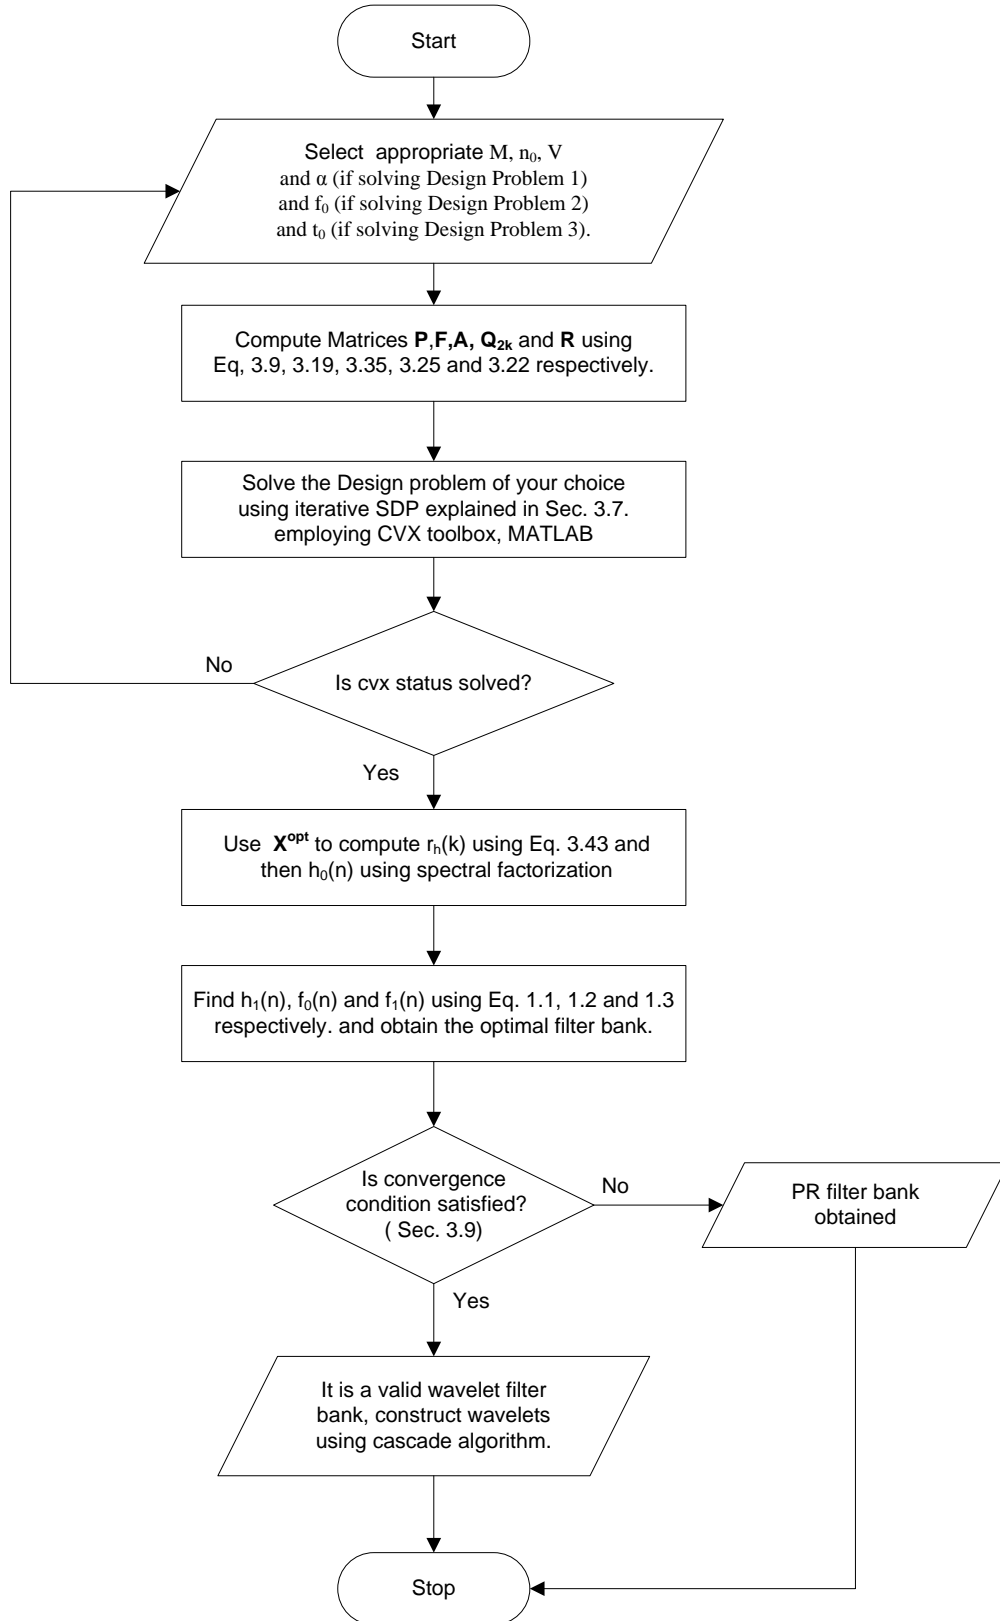 Start
Select appropriate M, n₀, V
and α (if solving Design Problem 1)
and f₀ (if solving Design Problem 2)
and t₀ (if solving Design Problem 3).
Compute Matrices P,F,A, Q₂ₖ and R using
Eq, 3.9, 3.19, 3.35, 3.25 and 3.22 respectively.
Solve the Design problem of your choice
using iterative SDP explained in Sec. 3.7.
employing CVX toolbox, MATLAB
No
Is cvx status solved?
Yes
Use X^opt to compute r_h(k) using Eq. 3.43 and
then h₀(n) using spectral factorization
Find h₁(n), f₀(n) and f₁(n) using Eq. 1.1, 1.2 and 1.3
respectively. and obtain the optimal filter bank.
Is convergence
condition satisfied?
( Sec. 3.9)
No
PR filter bank
obtained
Yes
It is a valid wavelet filter
bank, construct wavelets
using cascade algorithm.
Stop